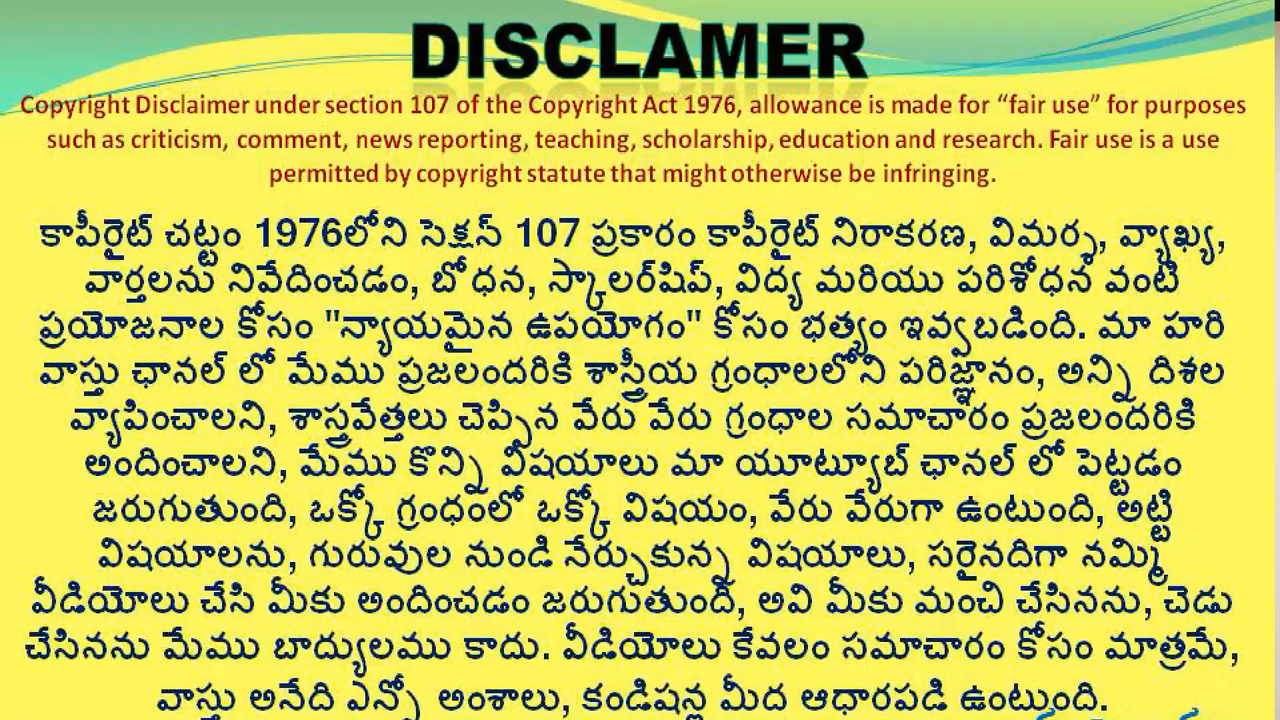 DISCLAMER
Copyright Disclaimer under section 107 of the Copyright Act 1976, allowance is made for “fair use” for purposes
such as criticism, comment, news reporting, teaching, scholarship, education and research. Fair use is a use
permitted by copyright statute that might otherwise be infringing.
కాపీరైట్ చట్టం 1976లోని సెక్షన్ 107 ప్రకారం కాపీరైట్ నిరాకరణ, విమర్శ, వ్యాఖ్య,
వార్తలను నివేదించడం, బోధన, స్కాలర్‌షిప్, విద్య మరియు పరిశోధన వంటి
ప్రయోజనాల కోసం "న్యాయమైన ఉపయోగం" కోసం భత్యం ఇవ్వబడింది. మా హరి
వాస్తు ఛానల్ లో మేము ప్రజలందరికి శాస్త్రీయ గ్రంధాలలోని పరిజ్ఞానం, అన్ని దిశల
వ్యాపించాలని, శాస్త్రవేత్తలు చెప్పిన వేరు వేరు గ్రంధాల సమాచారం ప్రజలందరికి
అందించాలని, మేము కొన్ని విషయాలు మా యూట్యూబ్ ఛానల్ లో పెట్టడం
జరుగుతుంది, ఒక్కో గ్రంధంలో ఒక్కో విషయం, వేరు వేరుగా ఉంటుంది, అట్టి
విషయాలను, గురువుల నుండి నేర్చుకున్న విషయాలు, సరైనదిగా నమ్మి
వీడియోలు చేసి మీకు అందించడం జరుగుతుంది, అవి మీకు మంచి చేసినను, చెడు
చేసినను మేము బాద్యులము కాదు. వీడియోలు కేవలం సమాచారం కోసం మాత్రమే,
వాస్తు అనేది ఎన్నో అంశాలు, కండిషన్ల మీద ఆధారపడి ఉంటుంది.